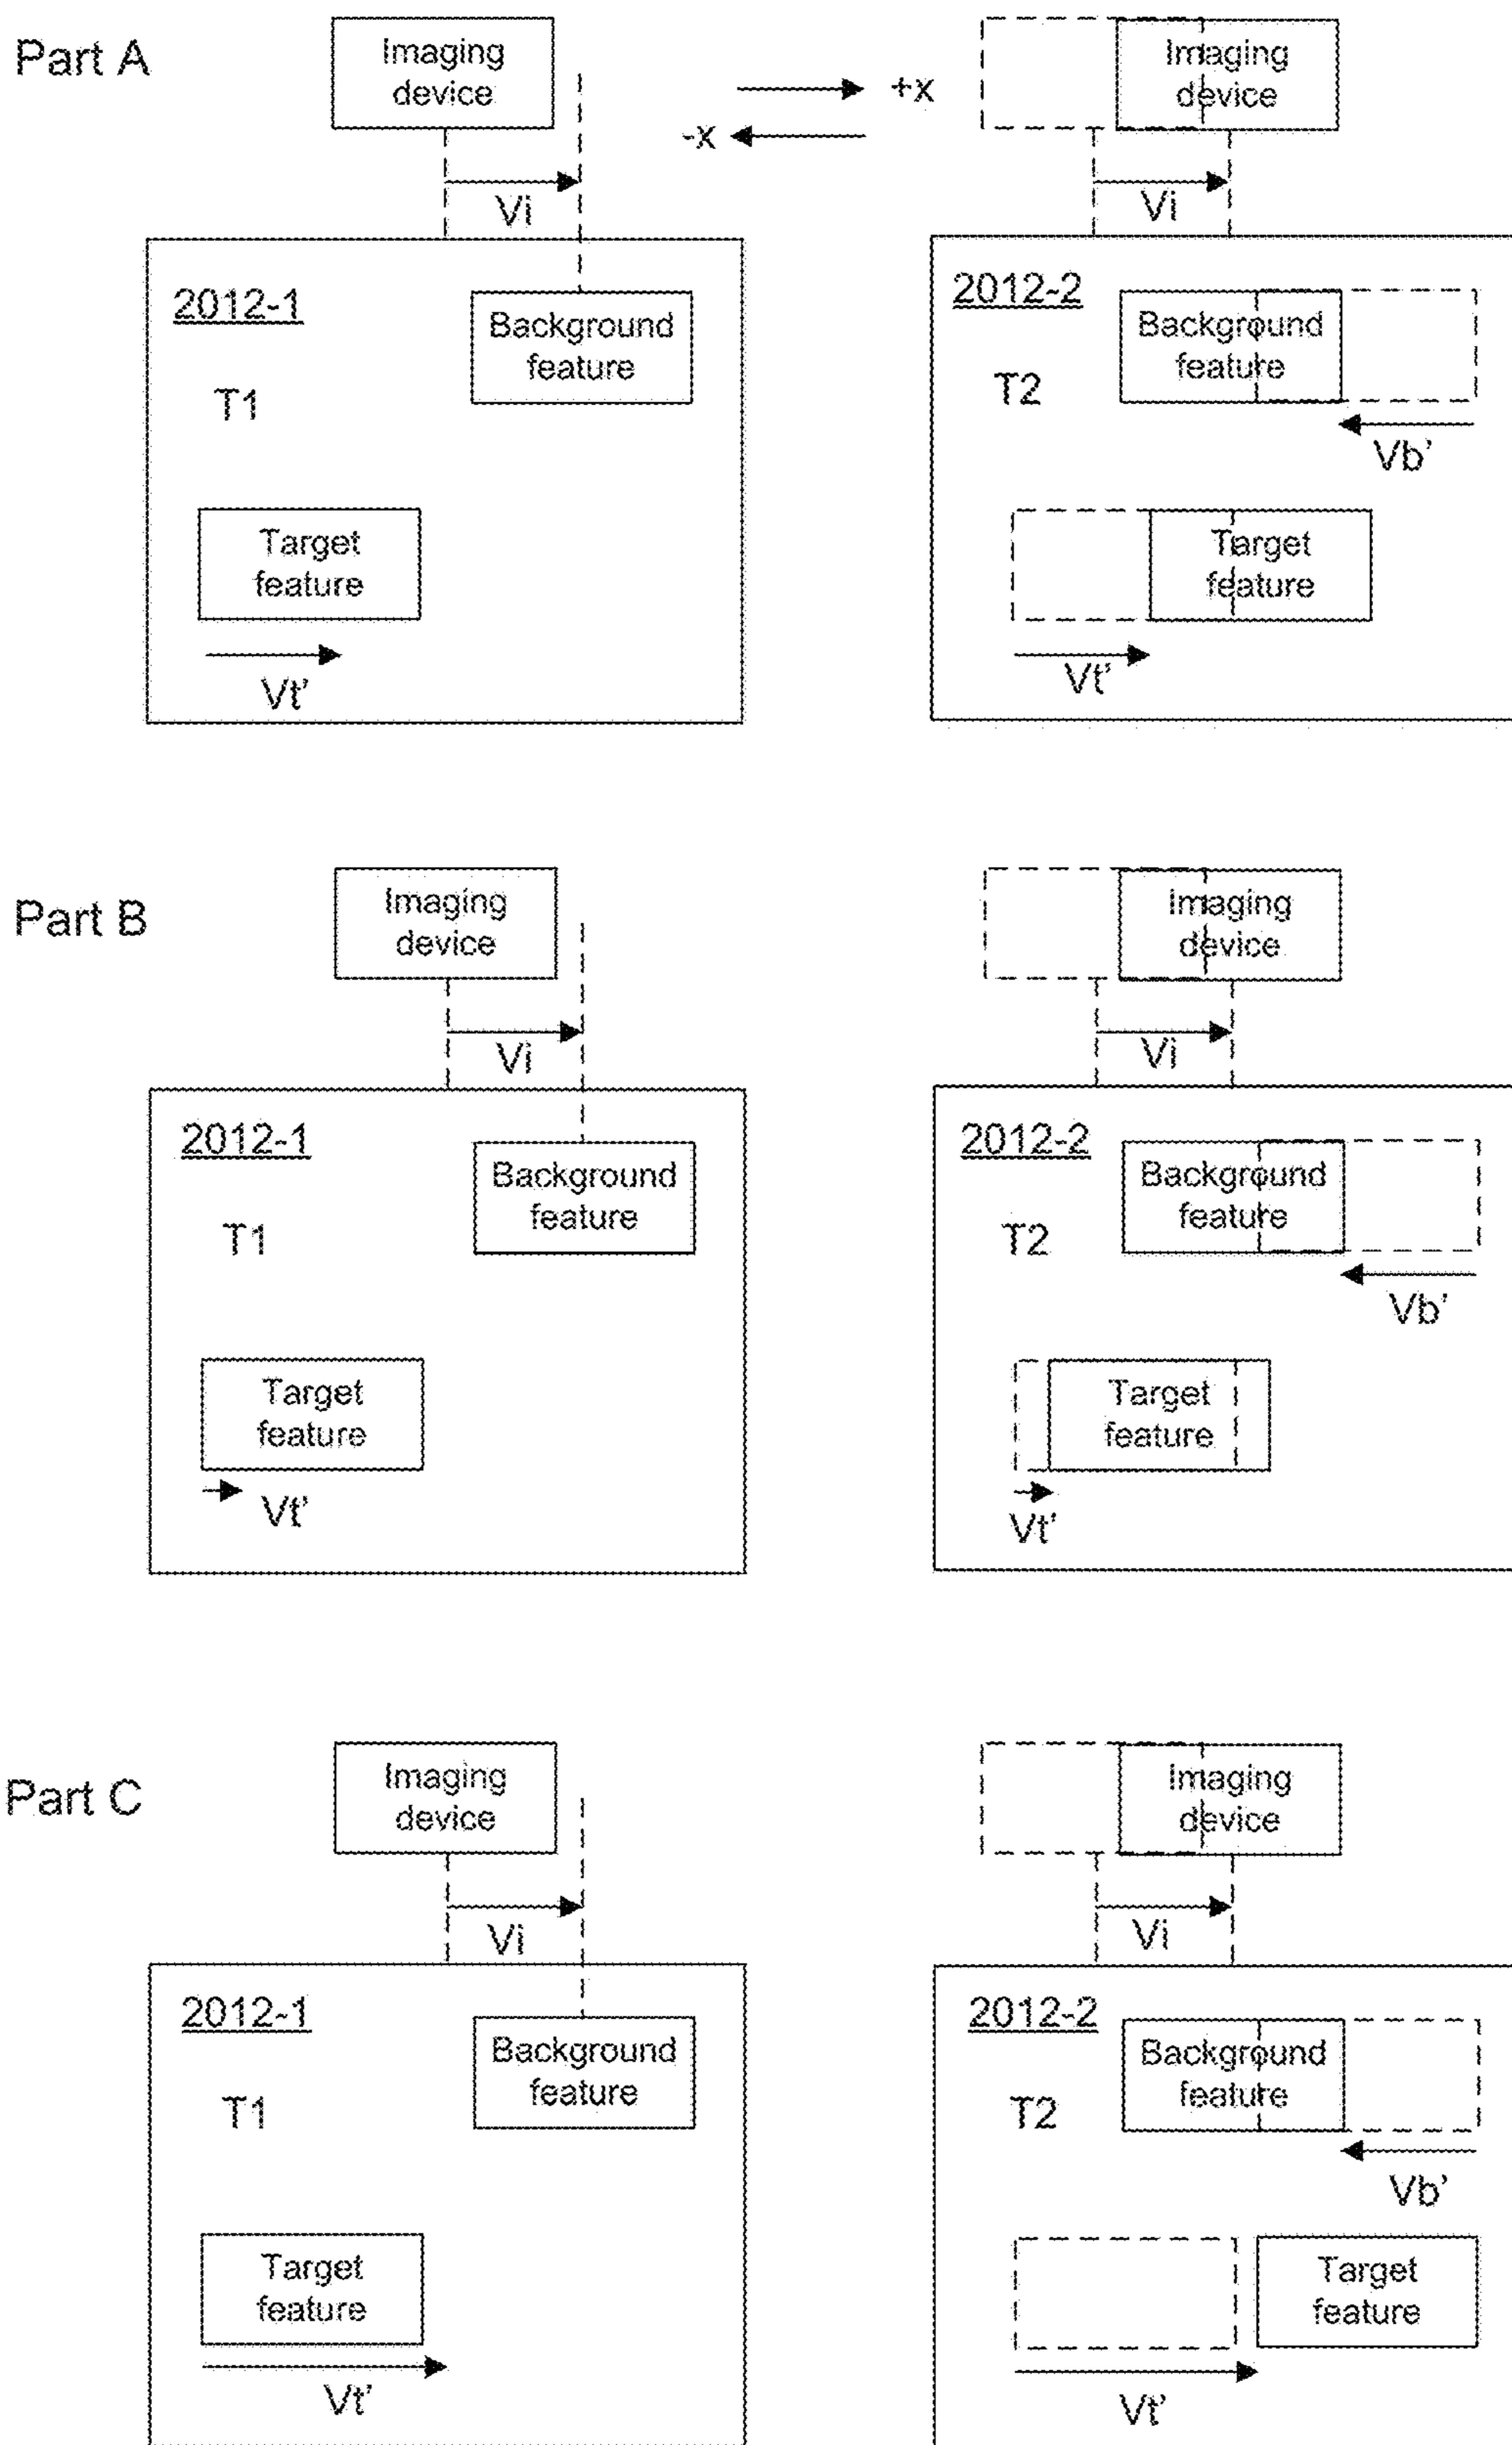 Part A
Imaging
device
+x
-x
Imaging
device
Vi
Vi
2012-1
T1
Background
feature
2012-2
T2
Background
feature
Vb'
Target
feature
Vt'
Target
feature
Vt'
Part B
Imaging
device
Imaging
device
Vi
Vi
2012-1
T1
Background
feature
2012-2
T2
Background
feature
Vb'
Target
feature
Vt'
Target
feature
Vt'
Part C
Imaging
device
Imaging
device
Vi
Vi
2012-1
T1
Background
feature
2012-2
T2
Background
feature
Vb'
Target
feature
Vt'
Target
feature
Vt'